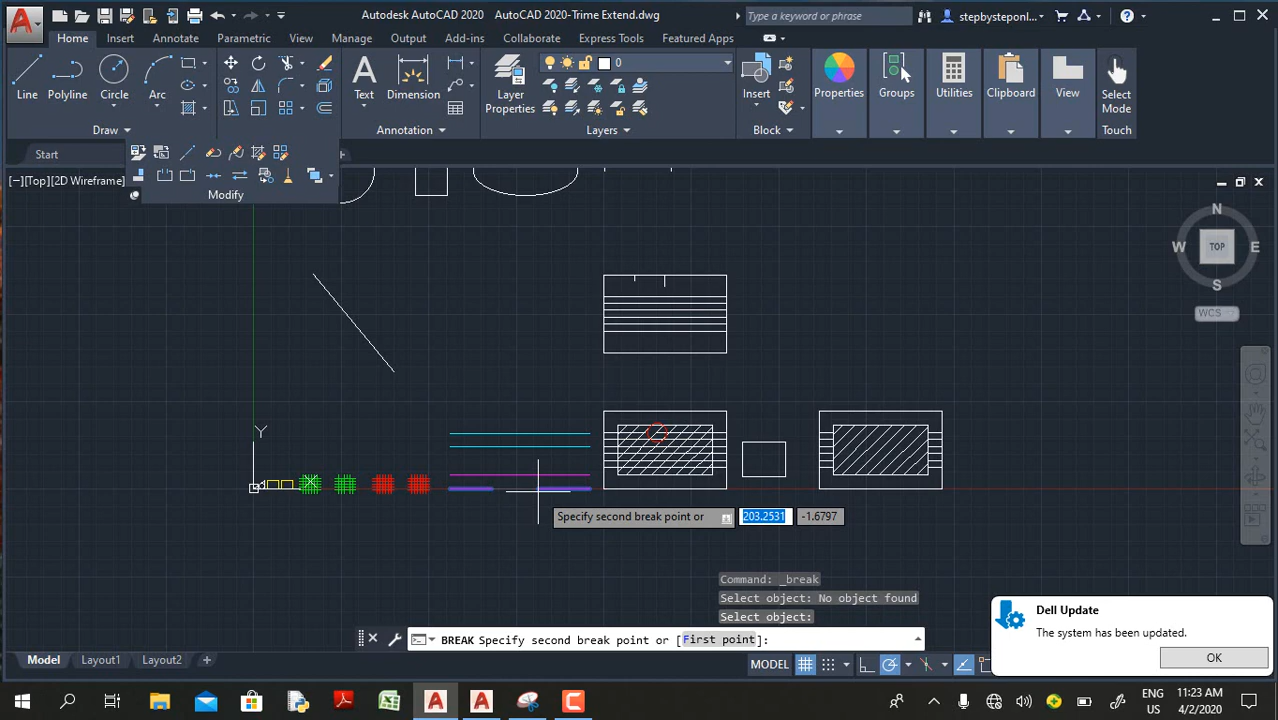 Autodesk AutoCAD 2020 AutoCAD 2020-Trime Extend.dwg
Type a keyword or phrase
stepbysteponl...
Home Insert Annotate Parametric View Manage Output Add-ins Collaborate Express Tools Featured Apps
0
Line Polyline Circle Arc
Text Dimension
Layer
Properties
Insert
Properties Groups Utilities Clipboard View
Select
Mode
Draw
Annotation
Layers
Block
Touch
Start
[−][Top][2D Wireframe]
Modify
N
W TOP E
S
WCS
Y
Specify second break point or 203.2531 -1.6797
Command: _break
Select object: No object found
Select object:
BREAK Specify second break point or [First point]:
Dell Update
The system has been updated.
OK
Model Layout1 Layout2 +
MODEL
ENG
US
11:23 AM
4/2/2020